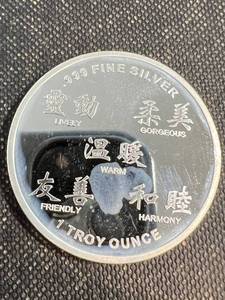 .999 FINE SILVER
靈動 柔美
LIVELY GORGEOUS
溫暖
WARM
友善 和睦
FRIENDLY HARMONY
1 TROY OUNCE